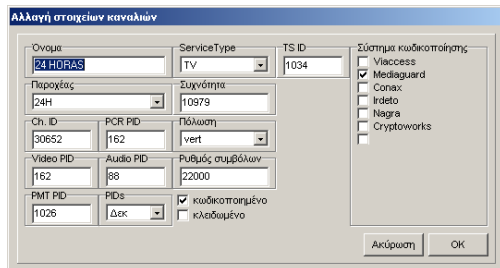 Αλλαγή στοιχείων καναλιών
Όνομα
24 HORAS
ServiceType
TV
TS ID
1034
Παροχέας
24H
Συχνότητα
10979
Ch. ID
30652
PCR PID
162
Πόλωση
vert
Video PID
162
Audio PID
88
Ρυθμός συμβόλων
22000
PMT PID
1026
PIDs
Δεκ
κωδικοποιημένο
κλειδωμένο
Σύστημα κωδικοποίησης
Viaccess
Mediaguard
Conax
Irdeto
Nagra
Cryptoworks
Ακύρωση
OK